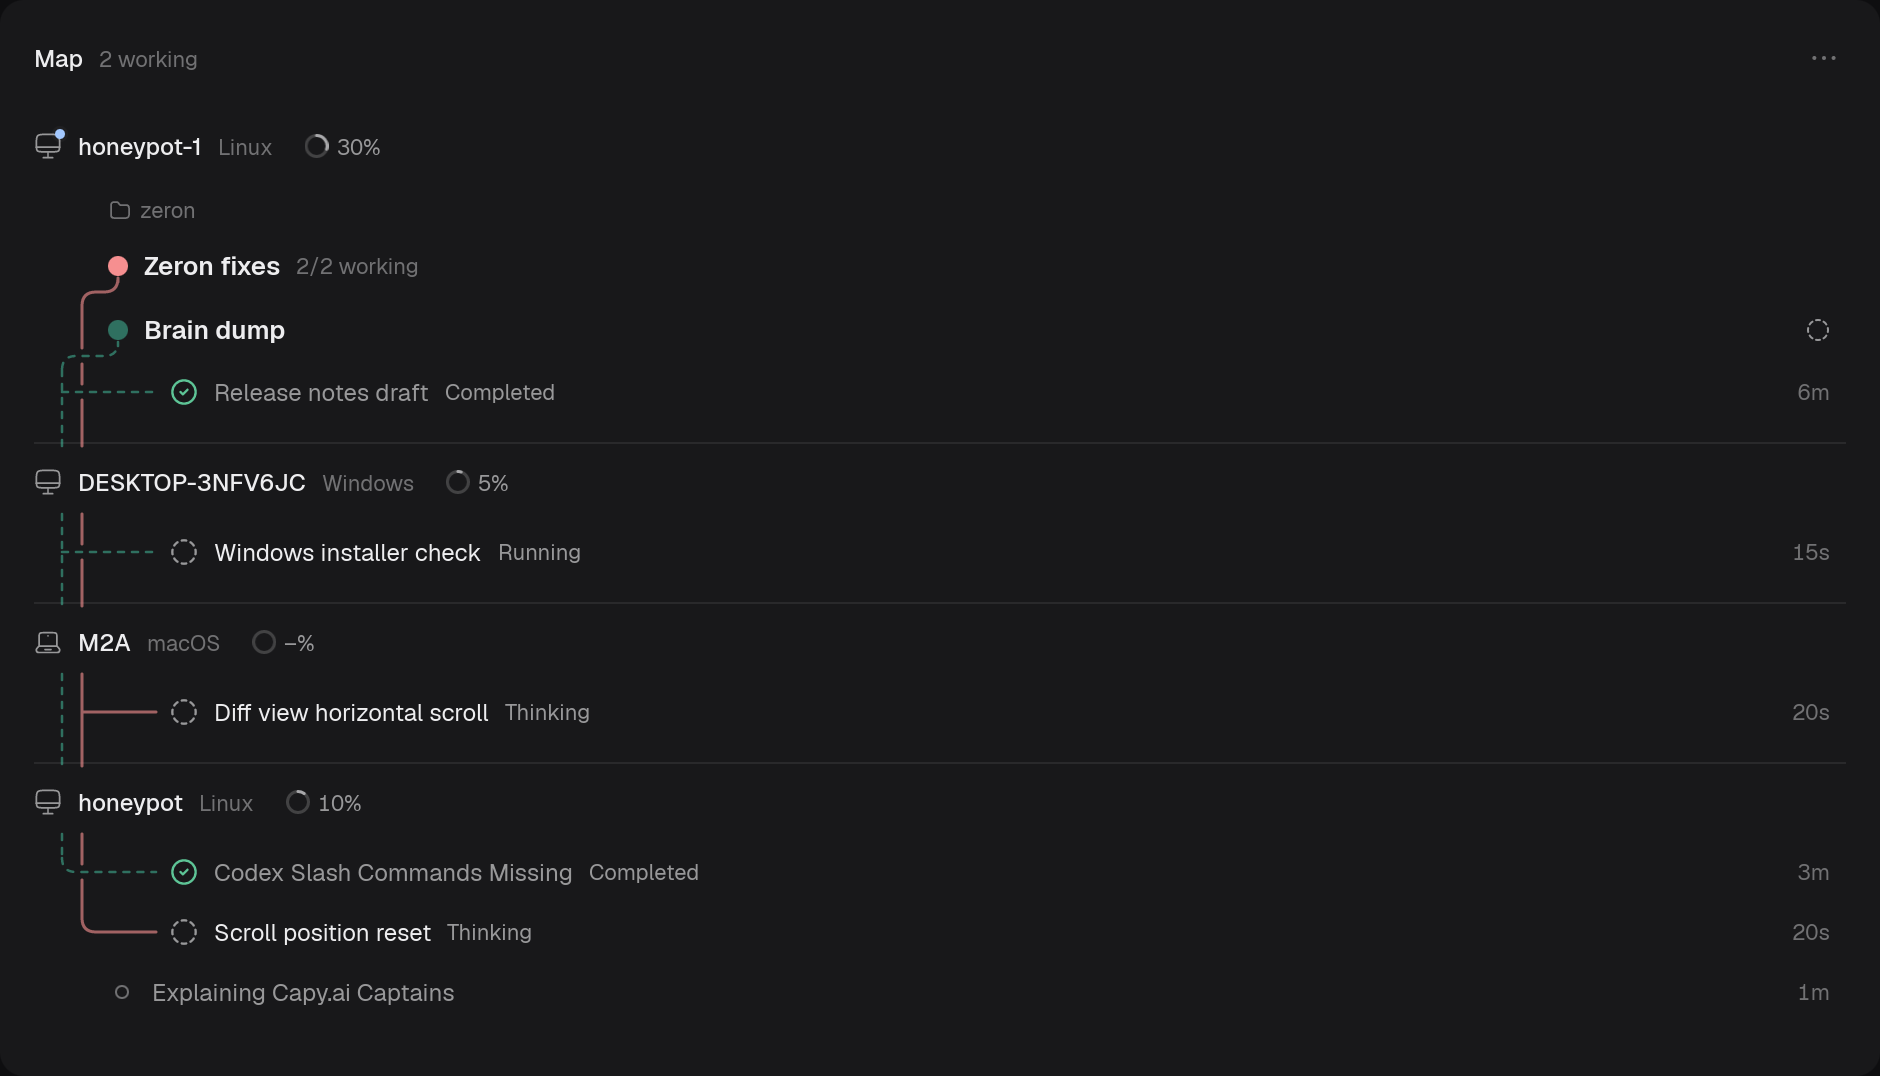 Map 2 working
honeypot-1 Linux 30%
zeron
Zeron fixes 2/2 working
Brain dump
Release notes draft Completed 6m
DESKTOP-3NFV6JC Windows 5%
Windows installer check Running 15s
M2A macOS –%
Diff view horizontal scroll Thinking 20s
honeypot Linux 10%
Codex Slash Commands Missing Completed 3m
Scroll position reset Thinking 20s
Explaining Capy.ai Captains 1m